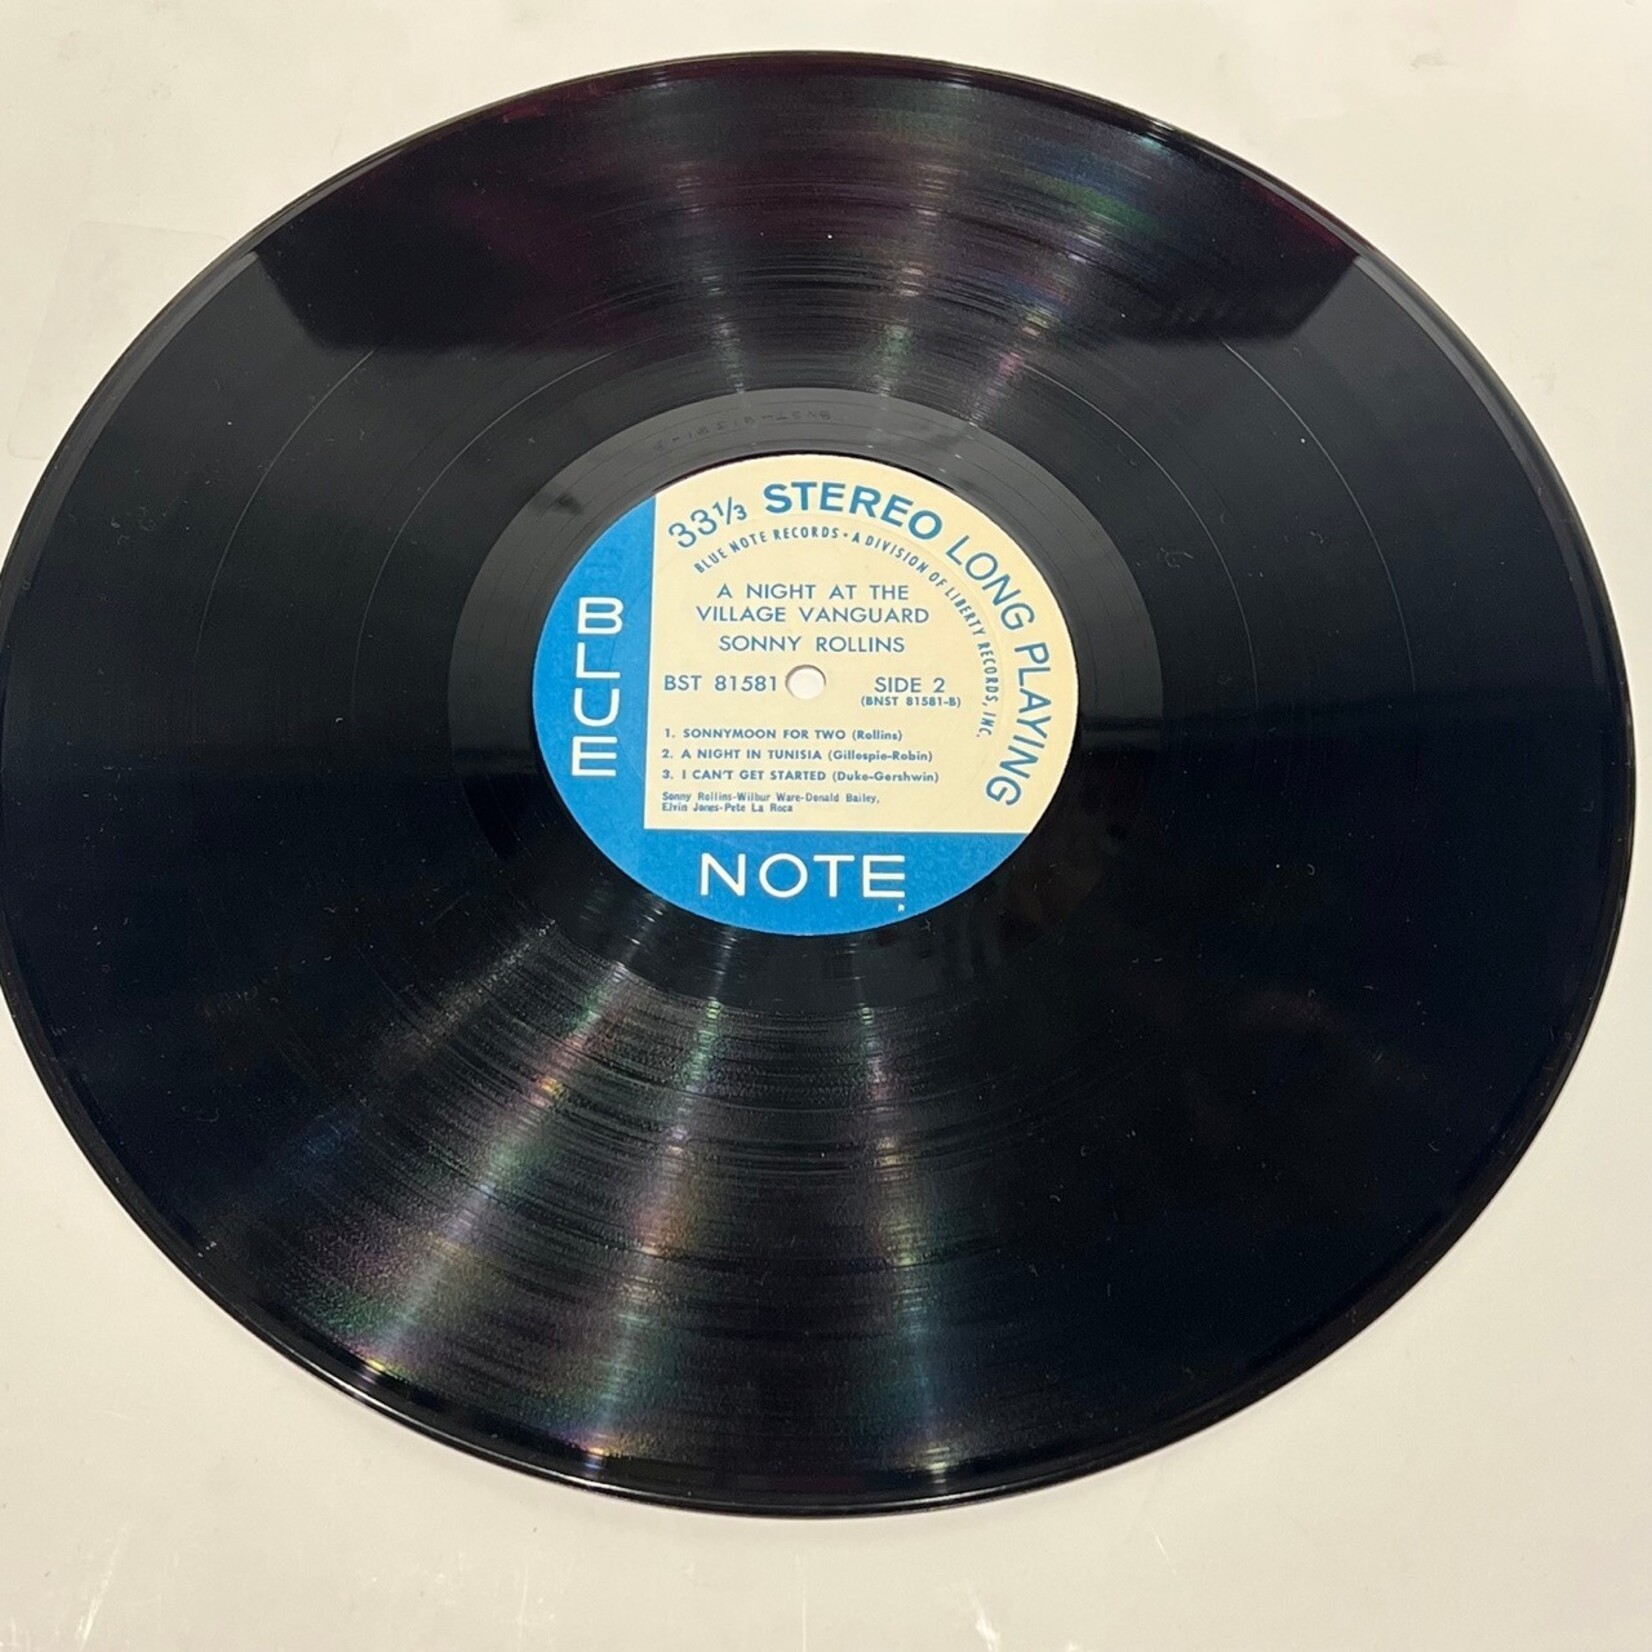 33⅓ STEREO LONG PLAYING
BLUE NOTE RECORDS • A DIVISION OF LIBERTY RECORDS, INC.
A NIGHT AT THE
VILLAGE VANGUARD
SONNY ROLLINS
BST 81581 SIDE 2
(BNST 81581-B)
1. SONNYMOON FOR TWO (Rollins)
2. A NIGHT IN TUNISIA (Gillespie-Robin)
3. I CAN'T GET STARTED (Duke-Gershwin)
Sonny Rollins-Wilbur Ware-Donald Bailey,
Elvin Jones-Pete La Roca
BLUE
NOTE